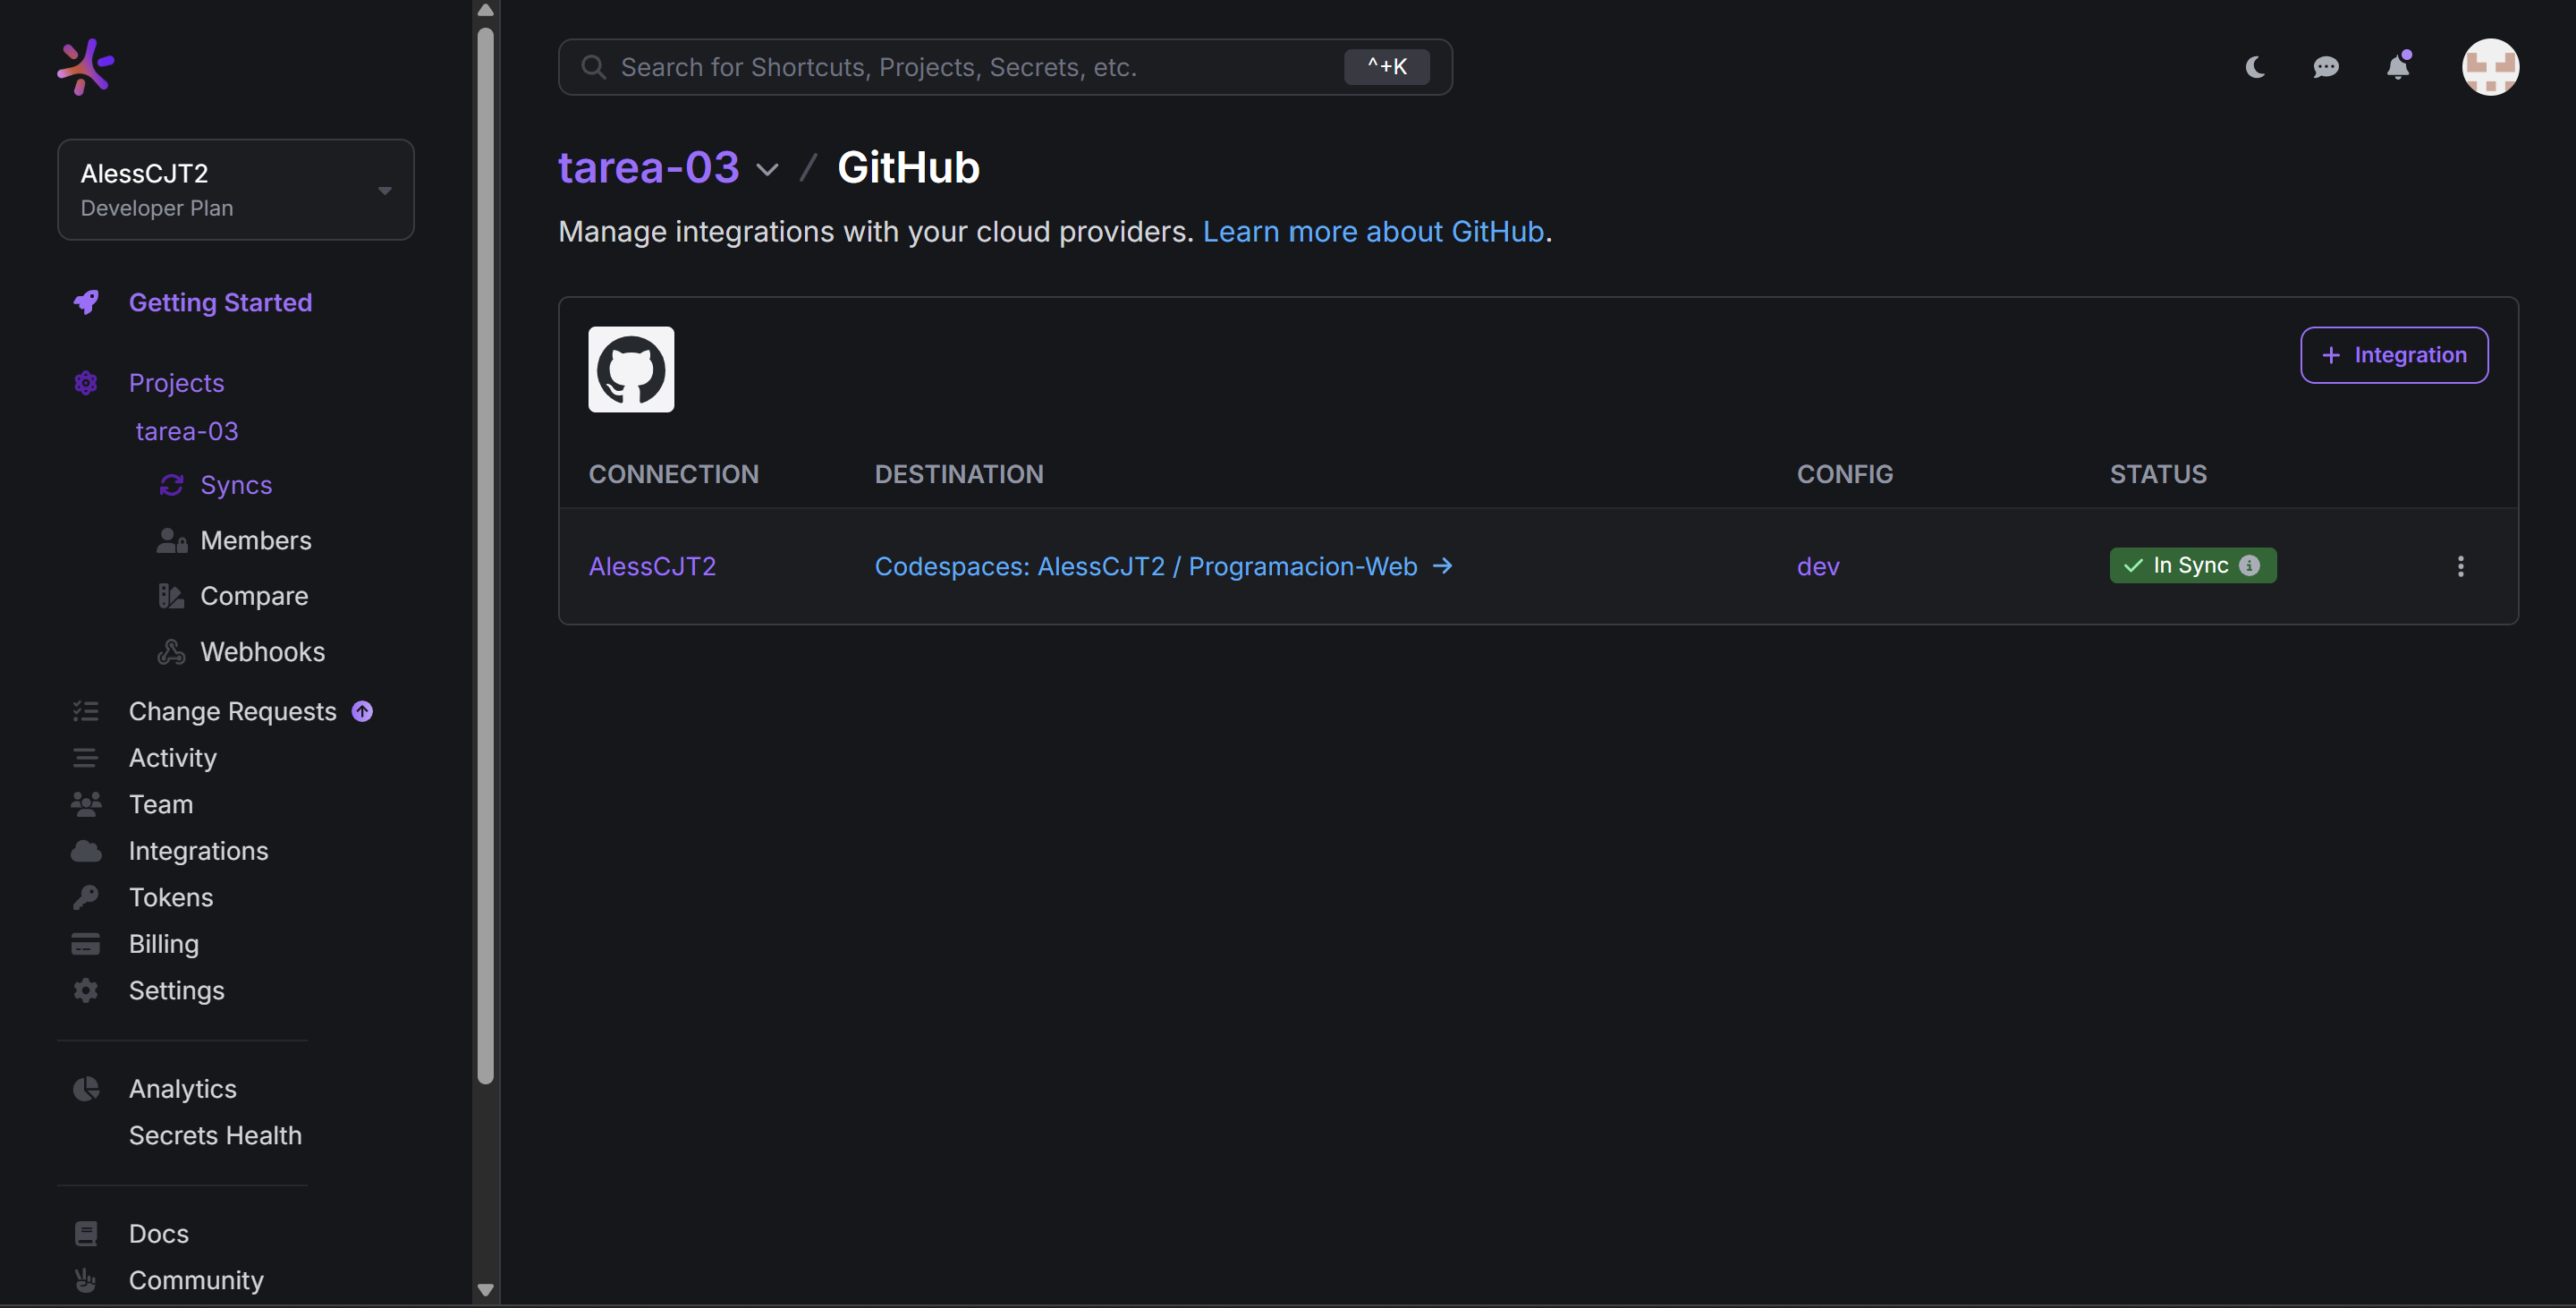 Search for Shortcuts, Projects, Secrets, etc.
^+K
AlessCJT2
Developer Plan
Getting Started
Projects
tarea-03
Syncs
Members
Compare
Webhooks
Change Requests
Activity
Team
Integrations
Tokens
Billing
Settings
Analytics
Secrets Health
Docs
Community
tarea-03 / GitHub
Manage integrations with your cloud providers. Learn more about GitHub.
+ Integration
CONNECTION DESTINATION CONFIG STATUS
AlessCJT2 Codespaces: AlessCJT2 / Programacion-Web → dev In Sync